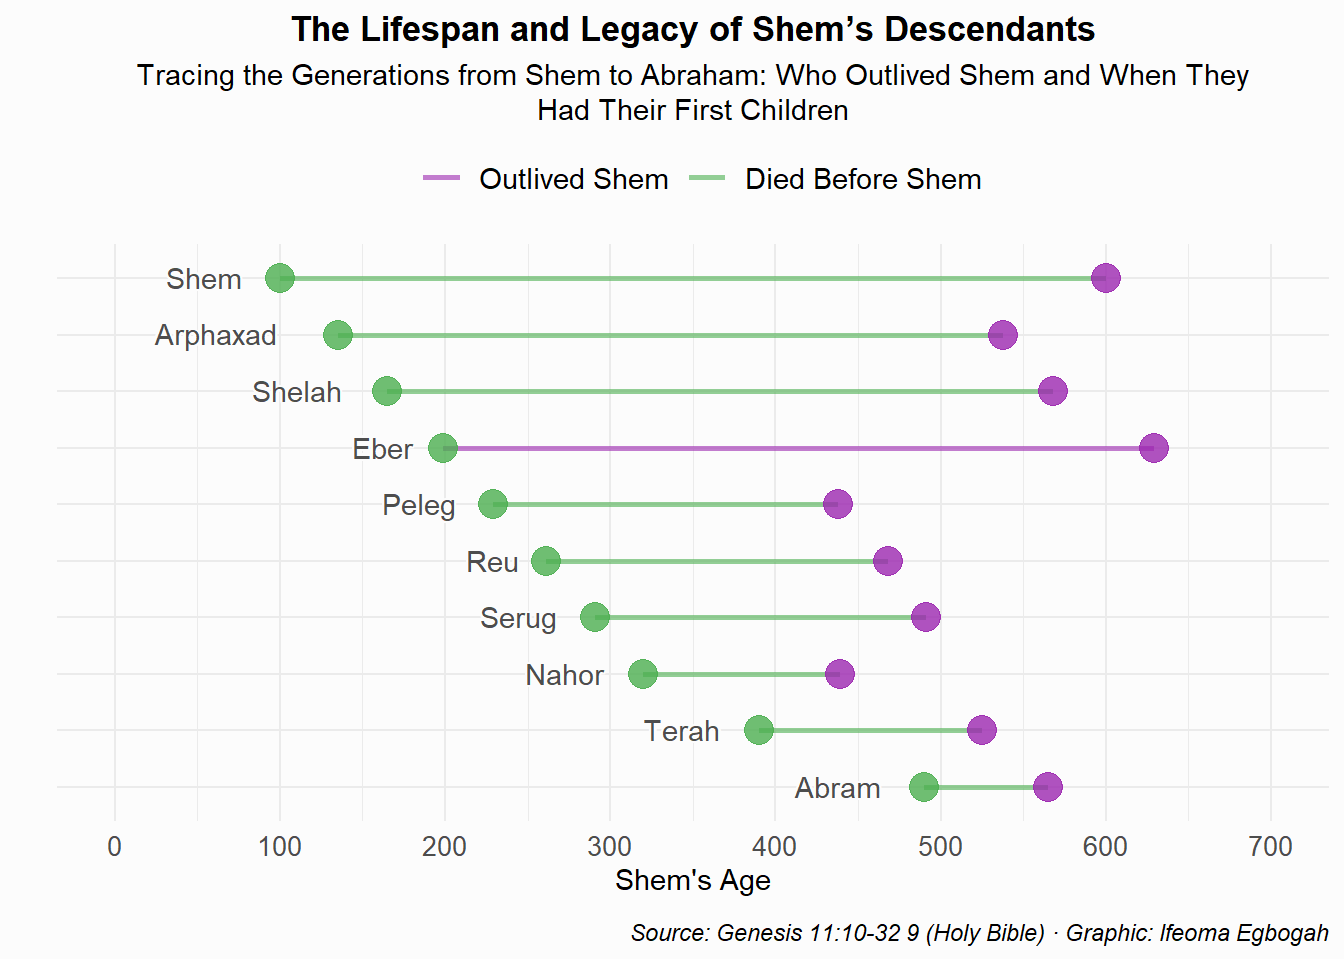 The Lifespan and Legacy of Shem’s Descendants
Tracing the Generations from Shem to Abraham: Who Outlived Shem and When They
Had Their First Children
Outlived Shem Died Before Shem
Shem
Arphaxad
Shelah
Eber
Peleg
Reu
Serug
Nahor
Terah
Abram
0 100 200 300 400 500 600 700
Shem's Age
Source: Genesis 11:10-32 9 (Holy Bible) · Graphic: Ifeoma Egbogah